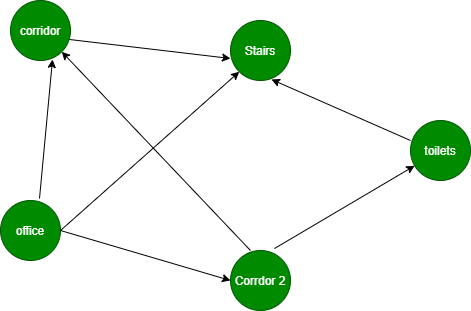 corridor
Stairs
toilets
office
Corrdor 2